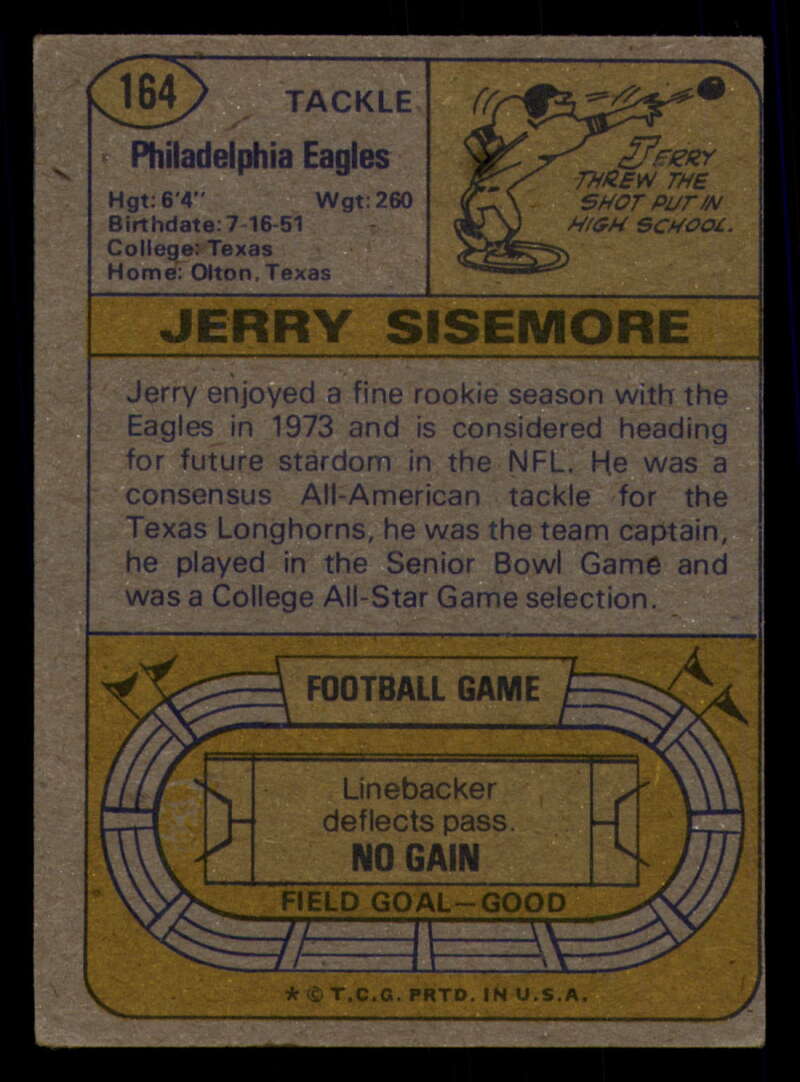 164
TACKLE
Philadelphia Eagles
Hgt: 6'4" Wgt: 260
Birthdate: 7-16-51
College: Texas
Home: Olton, Texas
JERRY
THREW THE
SHOT PUT IN
HIGH SCHOOL.
JERRY SISEMORE
Jerry enjoyed a fine rookie season with the
Eagles in 1973 and is considered heading
for future stardom in the NFL. He was a
consensus All-American tackle for the
Texas Longhorns, he was the team captain,
he played in the Senior Bowl Game and
was a College All-Star Game selection.
FOOTBALL GAME
Linebacker
deflects pass.
NO GAIN
FIELD GOAL—GOOD
* © T.C.G. PRTD. IN U.S.A.